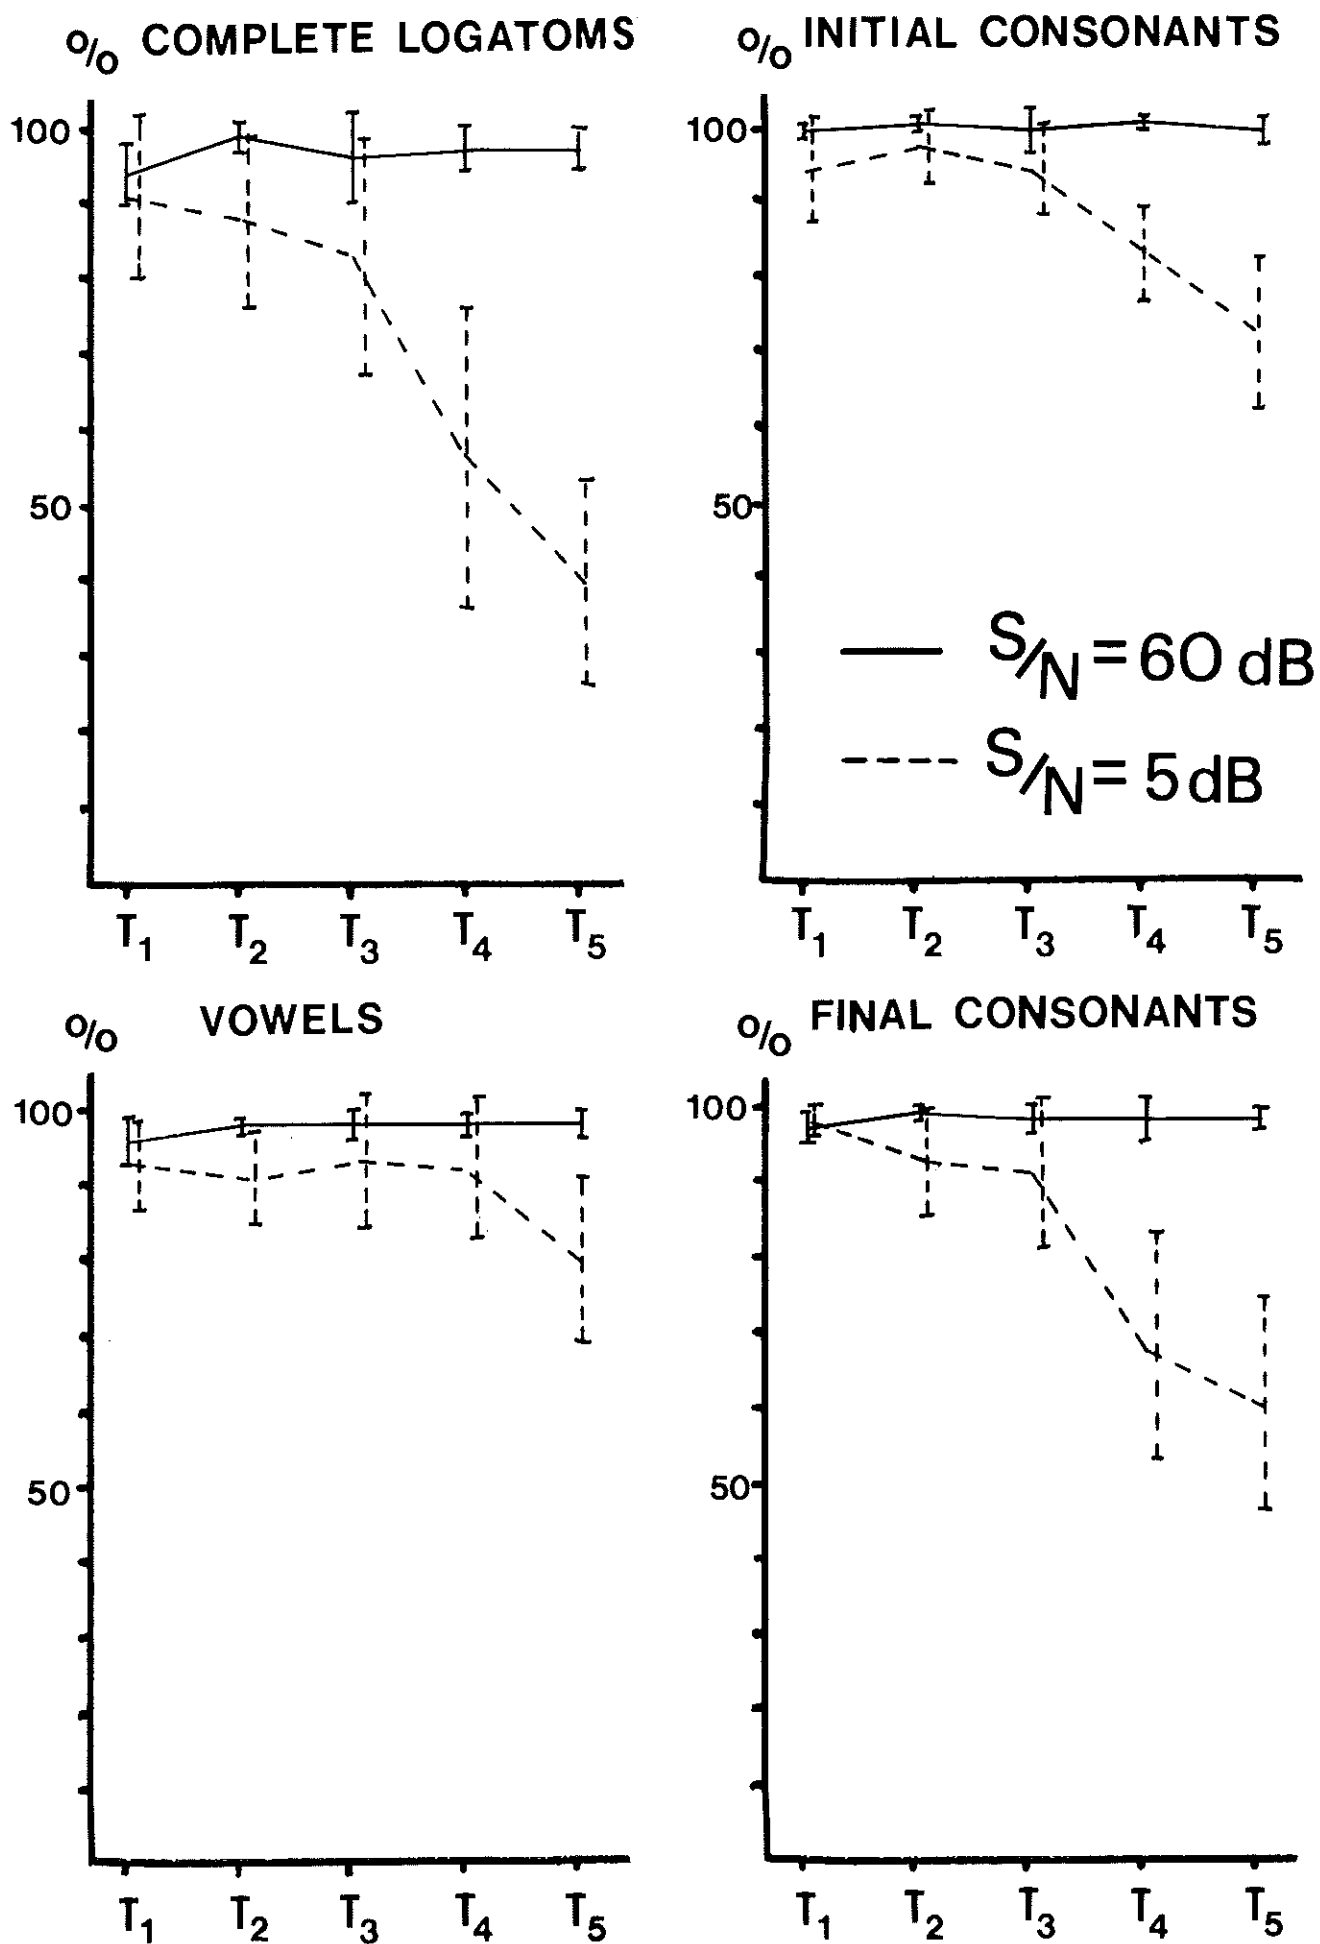 % COMPLETE LOGATOMS
100
50
T1 T2 T3 T4 T5
% INITIAL CONSONANTS
100
50
S/N = 60 dB
S/N = 5 dB
T1 T2 T3 T4 T5
% VOWELS
100
50
T1 T2 T3 T4 T5
% FINAL CONSONANTS
100
50
T1 T2 T3 T4 T5